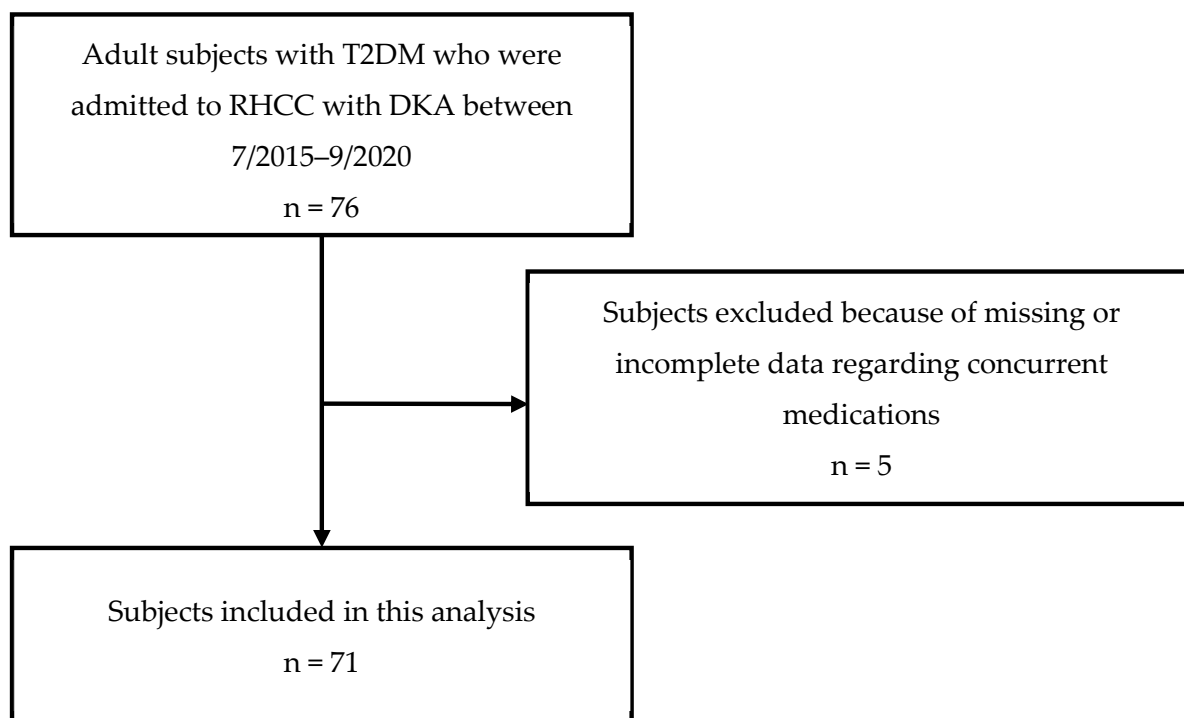 Adult subjects with T2DM who were
admitted to RHCC with DKA between
7/2015–9/2020
n = 76
Subjects excluded because of missing or
incomplete data regarding concurrent
medications
n = 5
Subjects included in this analysis
n = 71